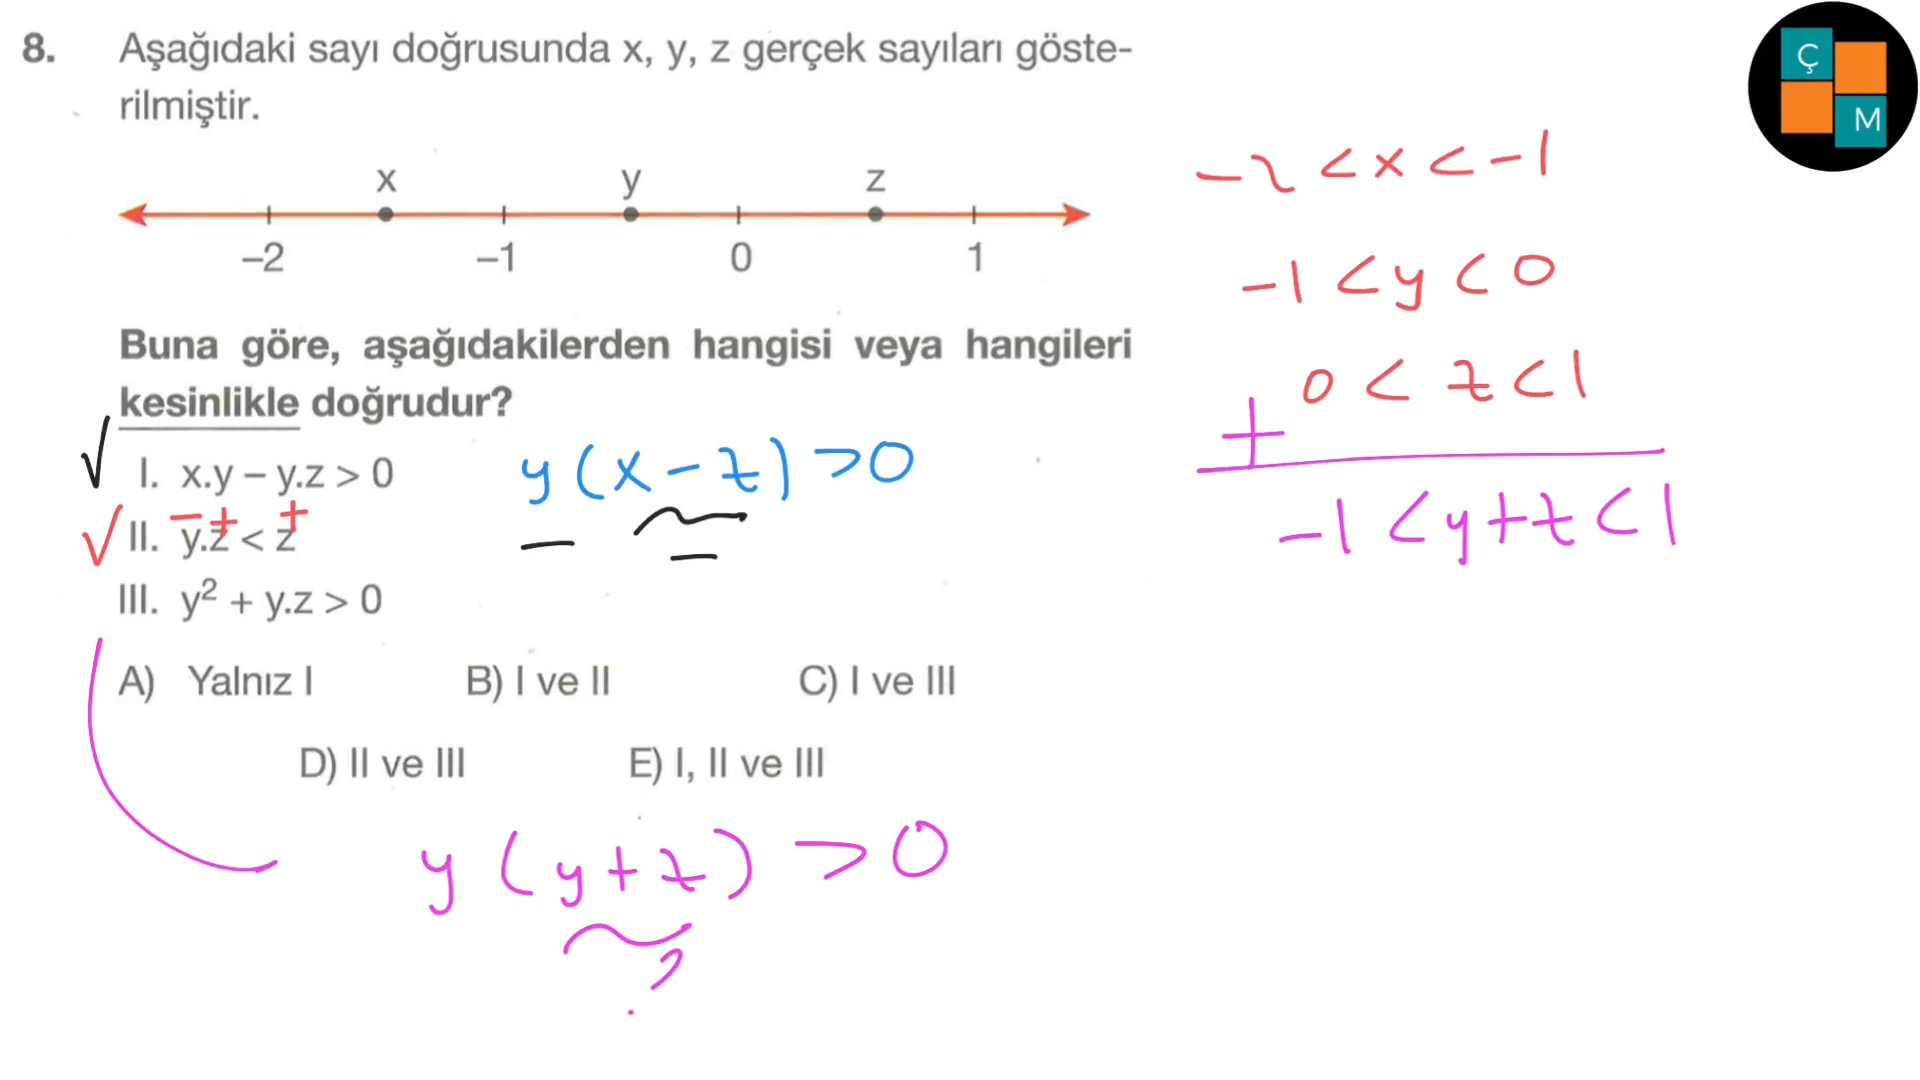 8. Aşağıdaki sayı doğrusunda x, y, z gerçek sayıları göste-
rilmiştir.
x y z
–2 –1 0 1
Buna göre, aşağıdakilerden hangisi veya hangileri
kesinlikle doğrudur?
√ I. x.y – y.z > 0
y(x-z)>0
– –
√ II. y.z < z
– + +
III. y² + y.z > 0
A) Yalnız I B) I ve II C) I ve III
D) II ve III E) I, II ve III
y(y+z)>0
?
-2<x<-1
-1<y<0
0<z<1
+
-1<y+z<1
Ç
M